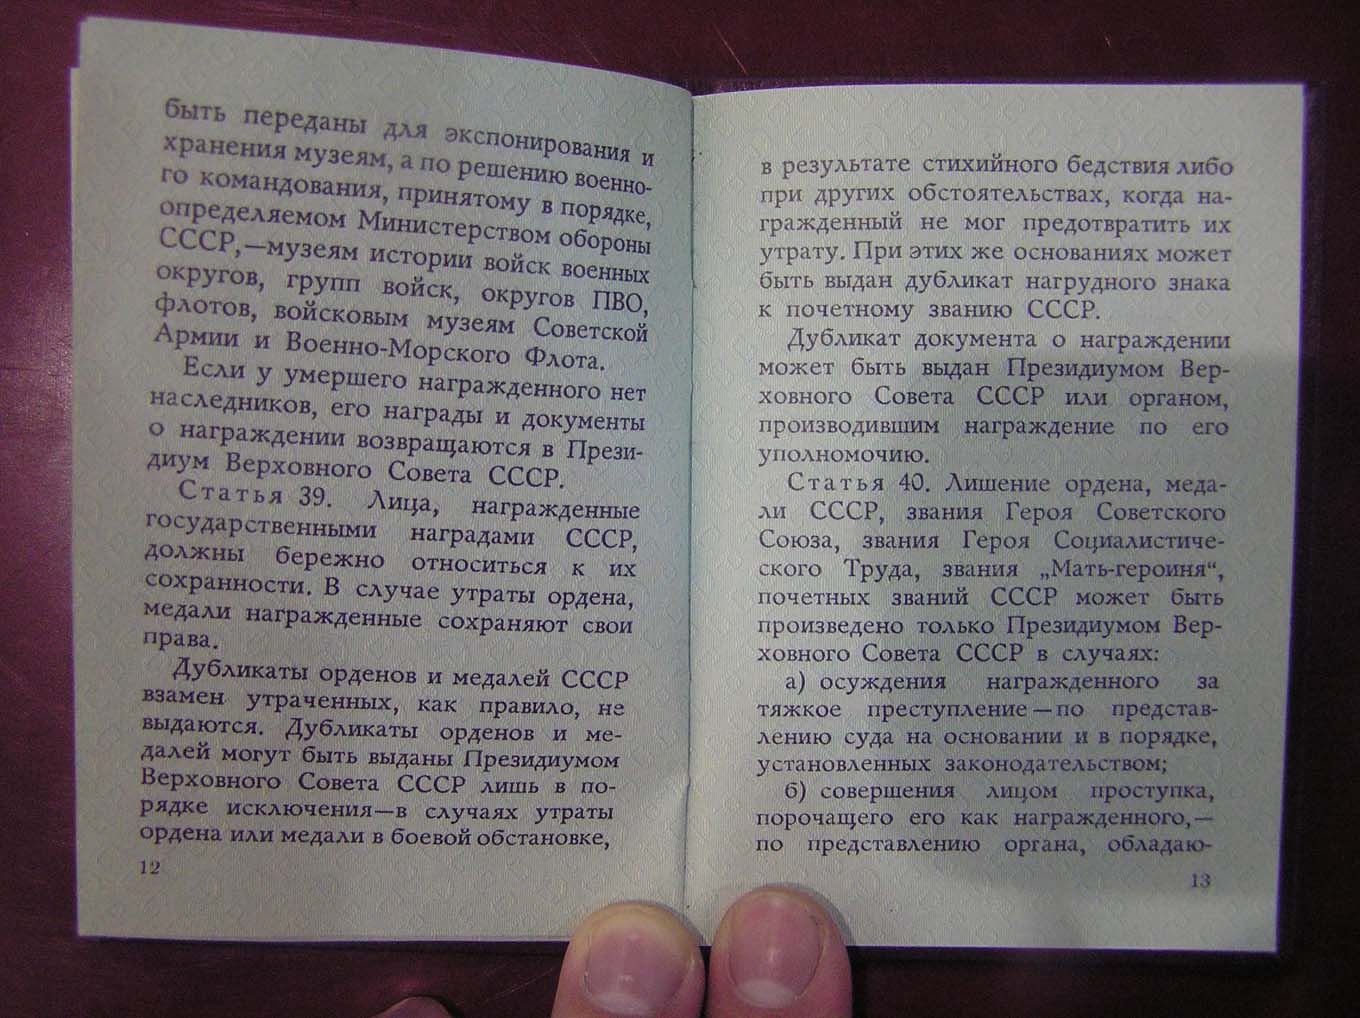 быть переданы для экспонирования и
хранения музеям, а по решению военно-
го командования, принятому в порядке,
определяемом Министерством обороны
СССР,—музеям истории войск военных
округов, групп войск, округов ПВО,
флотов, войсковым музеям Советской
Армии и Военно-Морского Флота.
Если у умершего награжденного нет
наследников, его награды и документы
о награждении возвращаются в Прези-
диум Верховного Совета СССР.
Статья 39. Лица, награжденные
государственными наградами СССР,
должны бережно относиться к их
сохранности. В случае утраты ордена,
медали награжденные сохраняют свои
права.
Дубликаты орденов и медалей СССР
взамен утраченных, как правило, не
выдаются. Дубликаты орденов и ме-
далей могут быть выданы Президиумом
Верховного Совета СССР лишь в по-
рядке исключения—в случаях утраты
ордена или медали в боевой обстановке,
12
в результате стихийного бедствия либо
при других обстоятельствах, когда на-
гражденный не мог предотвратить их
утрату. При этих же основаниях может
быть выдан дубликат нагрудного знака
к почетному званию СССР.
Дубликат документа о награждении
может быть выдан Президиумом Вер-
ховного Совета СССР или органом,
производившим награждение по его
уполномочию.
Статья 40. Лишение ордена, меда-
ли СССР, звания Героя Советского
Союза, звания Героя Социалистиче-
ского Труда, звания „Мать-героиня“,
почетных званий СССР может быть
произведено только Президиумом Вер-
ховного Совета СССР в случаях:
а) осуждения награжденного за
тяжкое преступление—по представ-
лению суда на основании и в порядке,
установленных законодательством;
б) совершения лицом проступка,
порочащего его как награжденного,—
по представлению органа, обладаю-
13